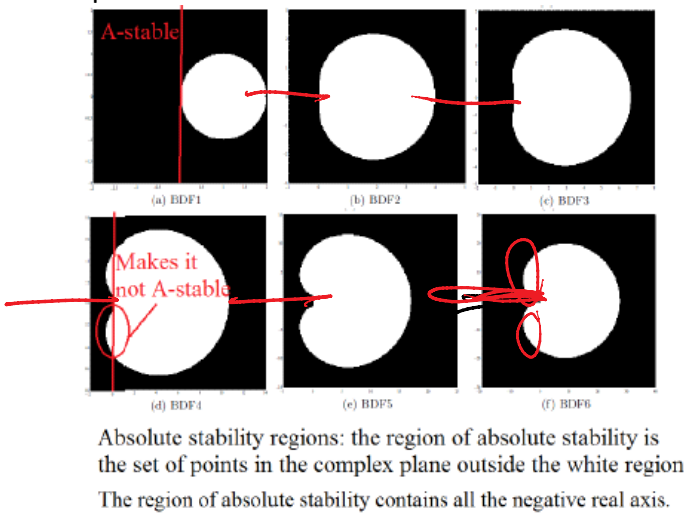 A-stable
(a) BDF1
(b) BDF2
(c) BDF3
Makes it
not A-stable
(d) BDF4
(e) BDF5
(f) BDF6
Absolute stability regions: the region of absolute stability is
the set of points in the complex plane outside the white region
The region of absolute stability contains all the negative real axis.